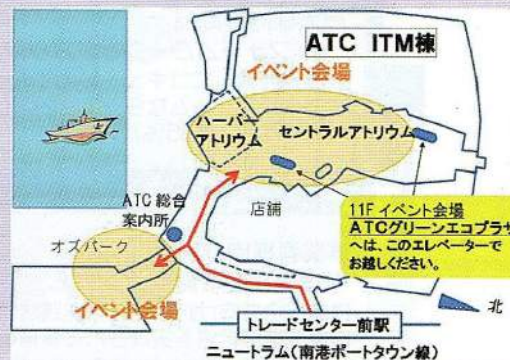 ATC ITM棟
イベント会場
ハーバー
アトリウム
セントラルアトリウム
ATC 総合
案内所
店舗
11F イベント会場
ATCグリーンエコプラザ
へは、このエレベーターで
お越しください。
オズパーク
イベント会場
北
トレードセンター前駅
ニュートラム(南港ポートタウン線)